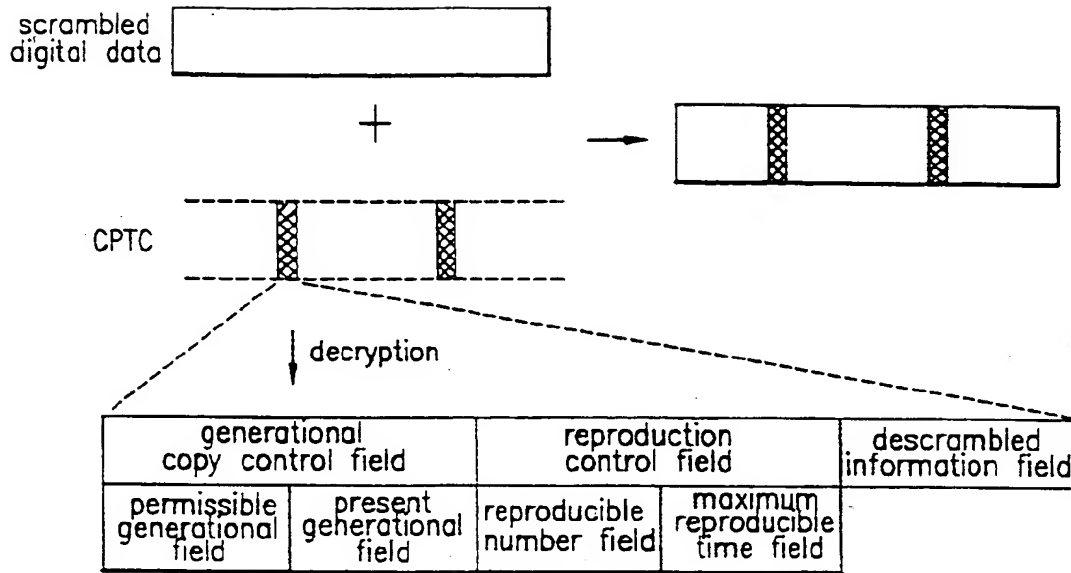 scrambled
digital data
+
CPTC
decryption
generational
copy control field
reproduction
control field
descrambled
information field
permissible
generational
field
present
generational
field
reproducible
number field
maximum
reproducible
time field